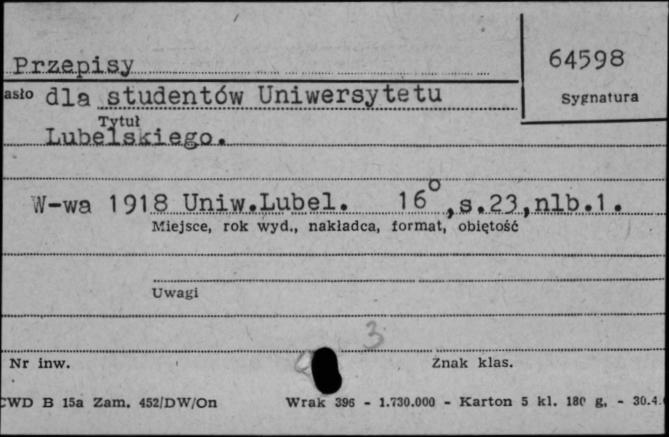 Przepisy
64598
asło dla studentów Uniwersytetu
Sygnatura
Tytuł
Lubelskiego.
W-wa 1918 Uniw.Lubel. 16°,s.23,nlb.1.
Miejsce, rok wyd., nakładca, format, objętość
Uwagi
3
Nr inw.
Znak klas.
CWD B 15a Zam. 452/DW/On Wrak 396 - 1.730.000 - Karton 5 kl. 180 g. - 30.4.